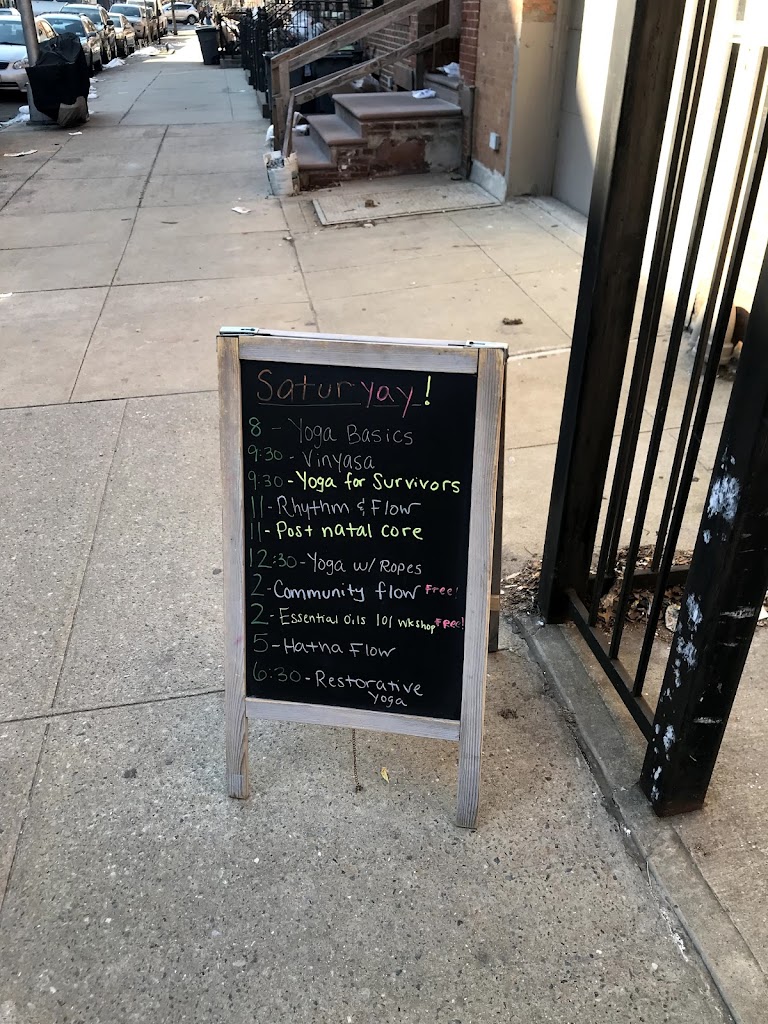 Satur yay!
8 - Yoga Basics
9:30 - Vinyasa
9:30 - Yoga for Survivors
11 - Rhythm & Flow
11 - Post natal core
12:30 - Yoga w/ Ropes
2 - Community flow Free!
2 - Essential Oils 101 wkshop Free!
5 - Hatha Flow
6:30 - Restorative
Yoga